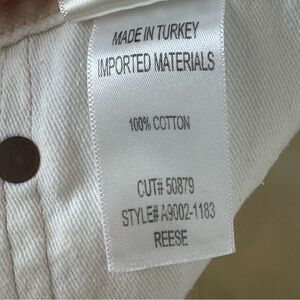 MADE IN TURKEY
IMPORTED MATERIALS
100% COTTON
CUT# 50879
STYLE# A9002-1183
REESE